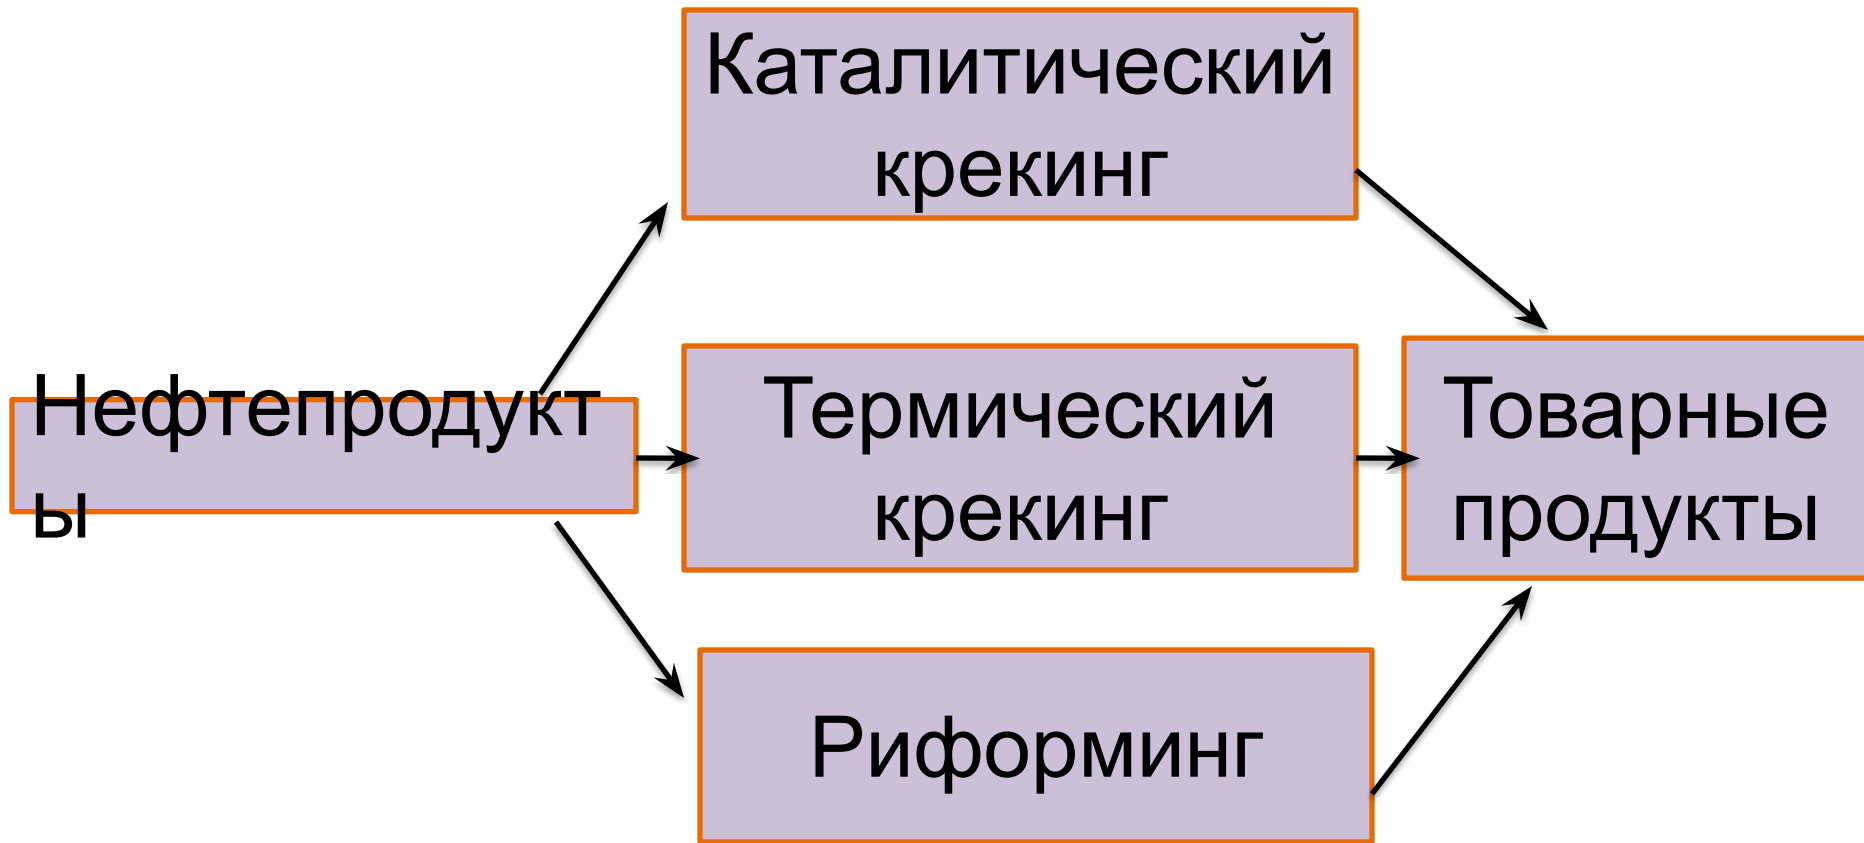 Каталитический
крекинг
Нефтепродукт
ы
Термический
крекинг
Товарные
продукты
Риформинг